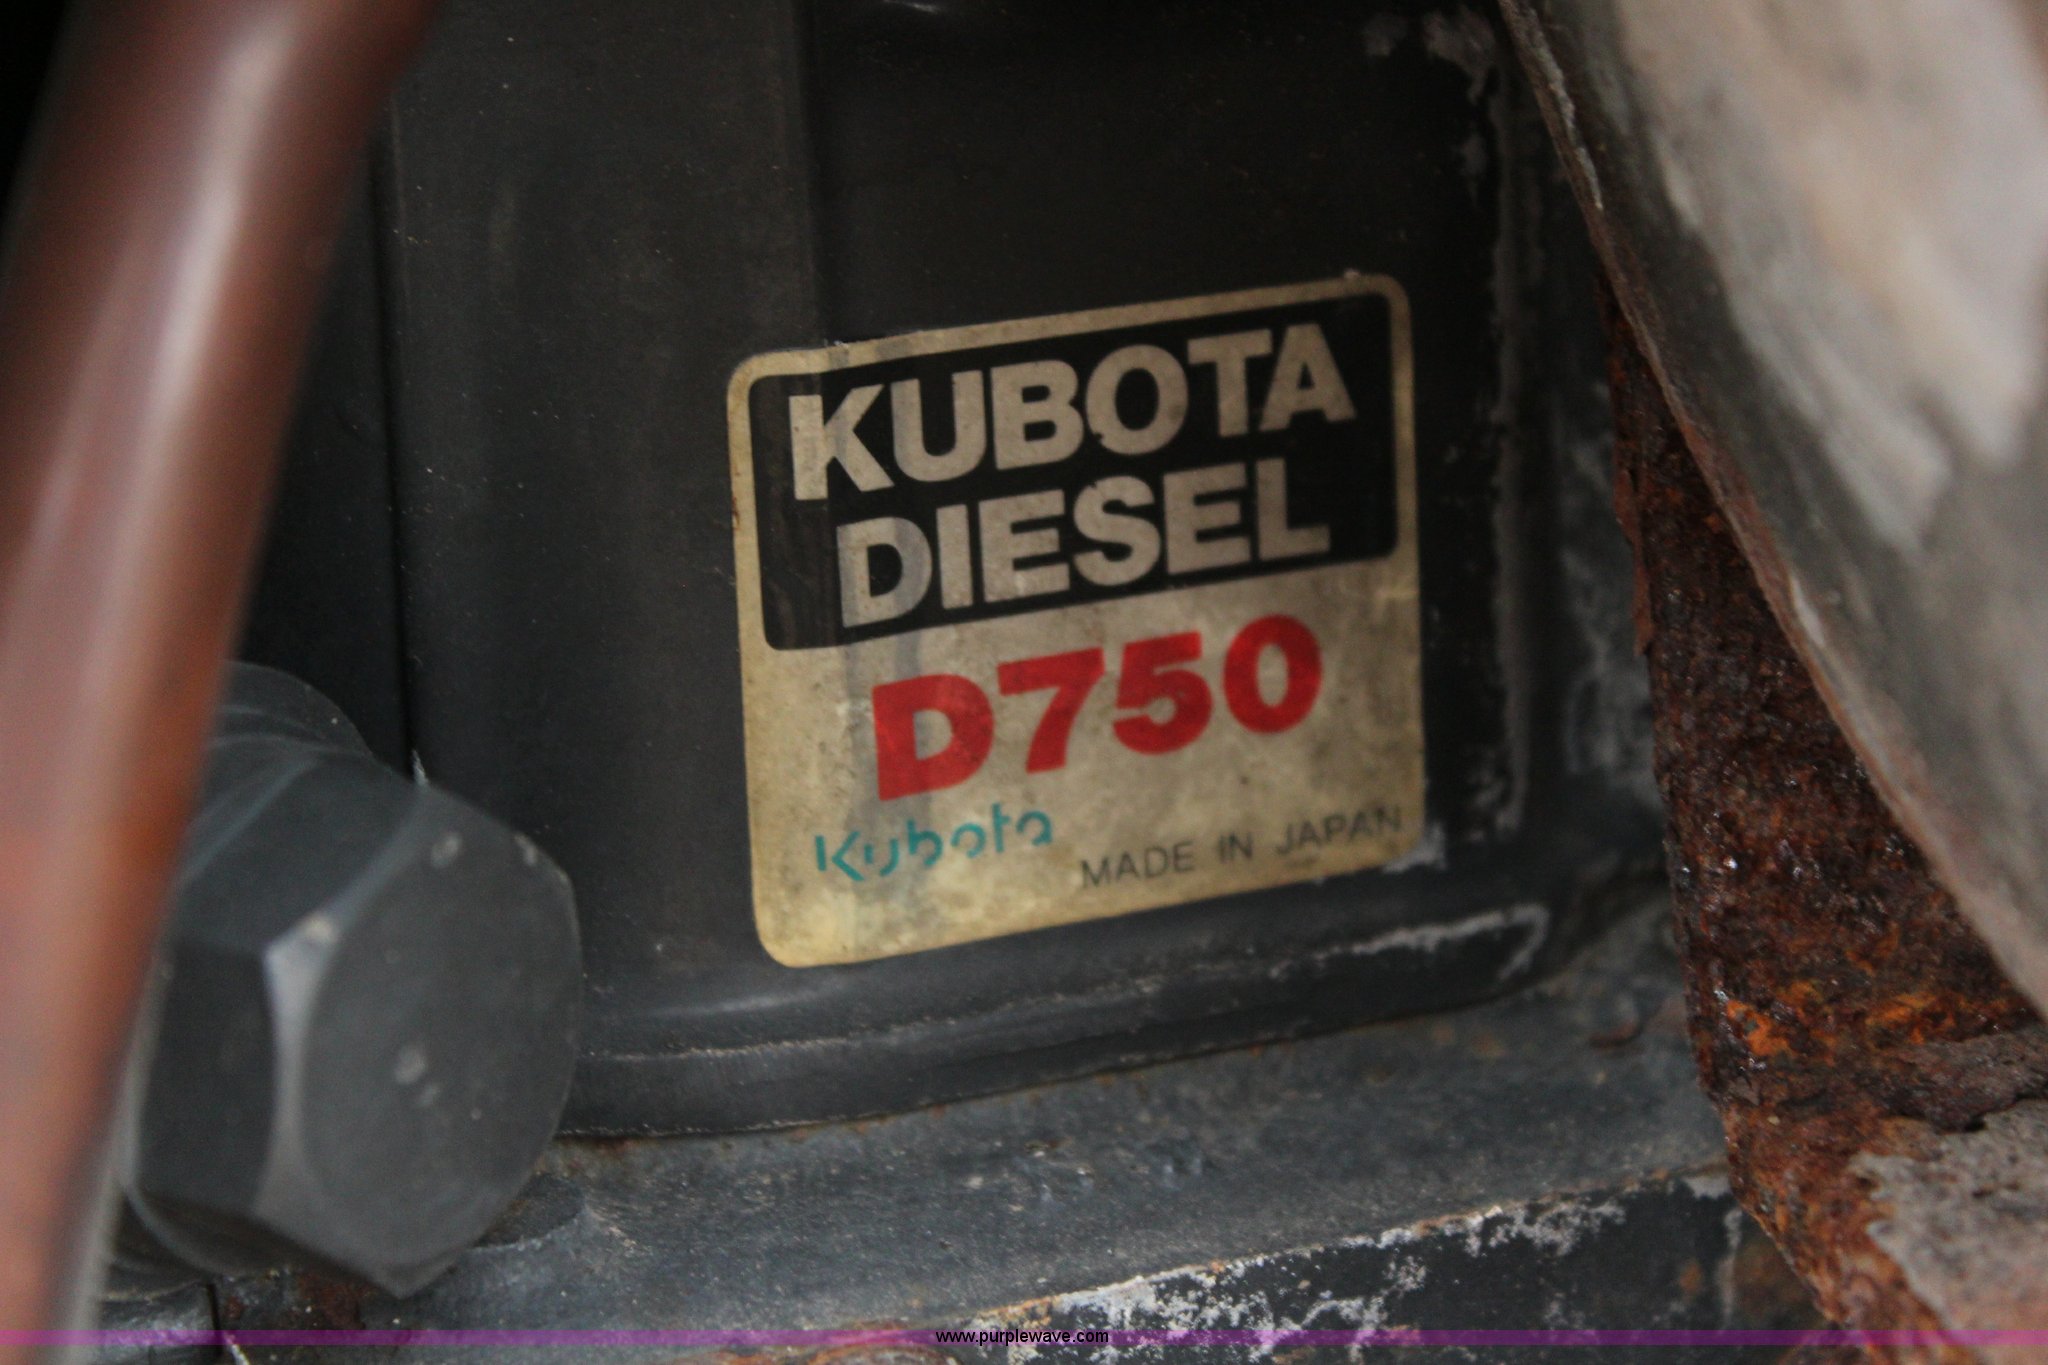 KUBOTA
DIESEL
D750
Kubota
MADE IN JAPAN
www.purplewave.com